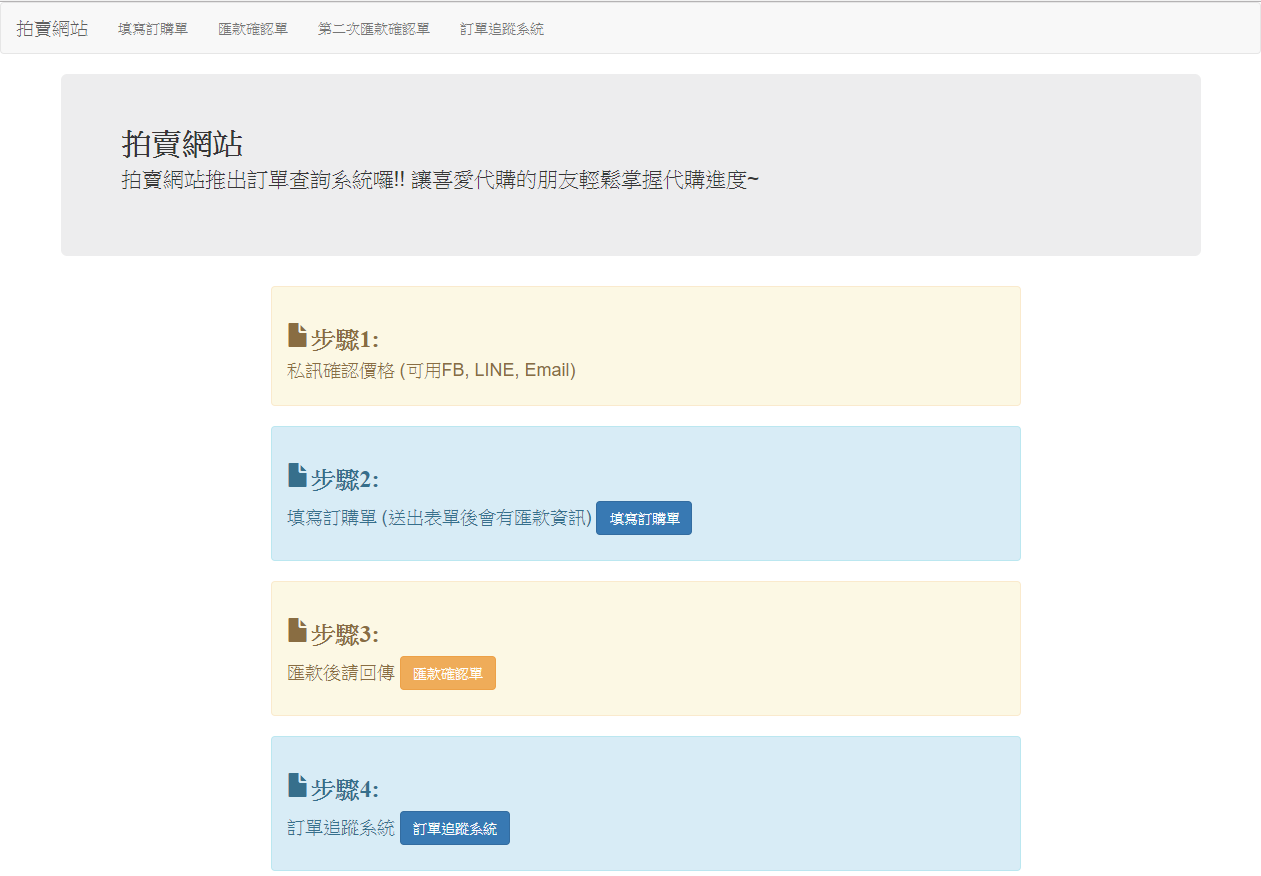 拍賣網站 填寫訂購單 匯款確認單 第二次匯款確認單 訂單追蹤系統
拍賣網站
拍賣網站推出訂單查詢系統囉!! 讓喜愛代購的朋友輕鬆掌握代購進度~
步驟1:
私訊確認價格 (可用FB, LINE, Email)
步驟2:
填寫訂購單 (送出表單後會有匯款資訊) 填寫訂購單
步驟3:
匯款後請回傳 匯款確認單
步驟4:
訂單追蹤系統 訂單追蹤系統